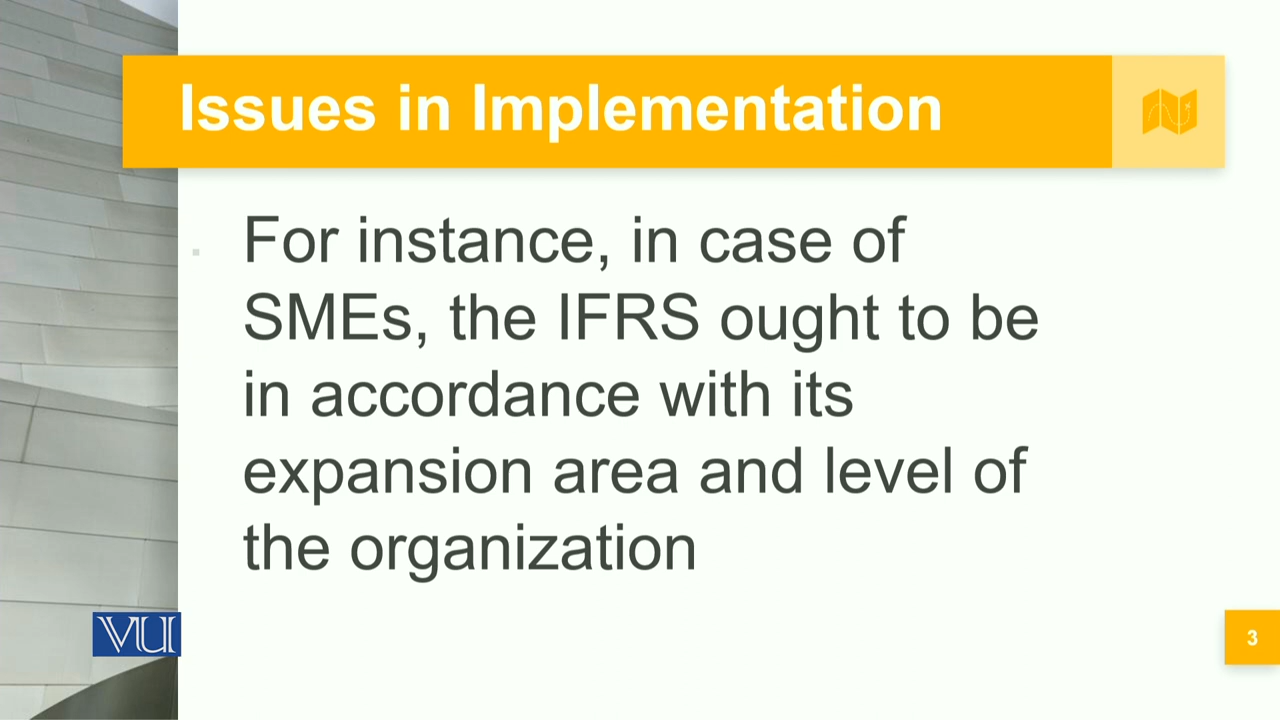 Issues in Implementation
For instance, in case of
SMEs, the IFRS ought to be
in accordance with its
expansion area and level of
the organization
VU
3